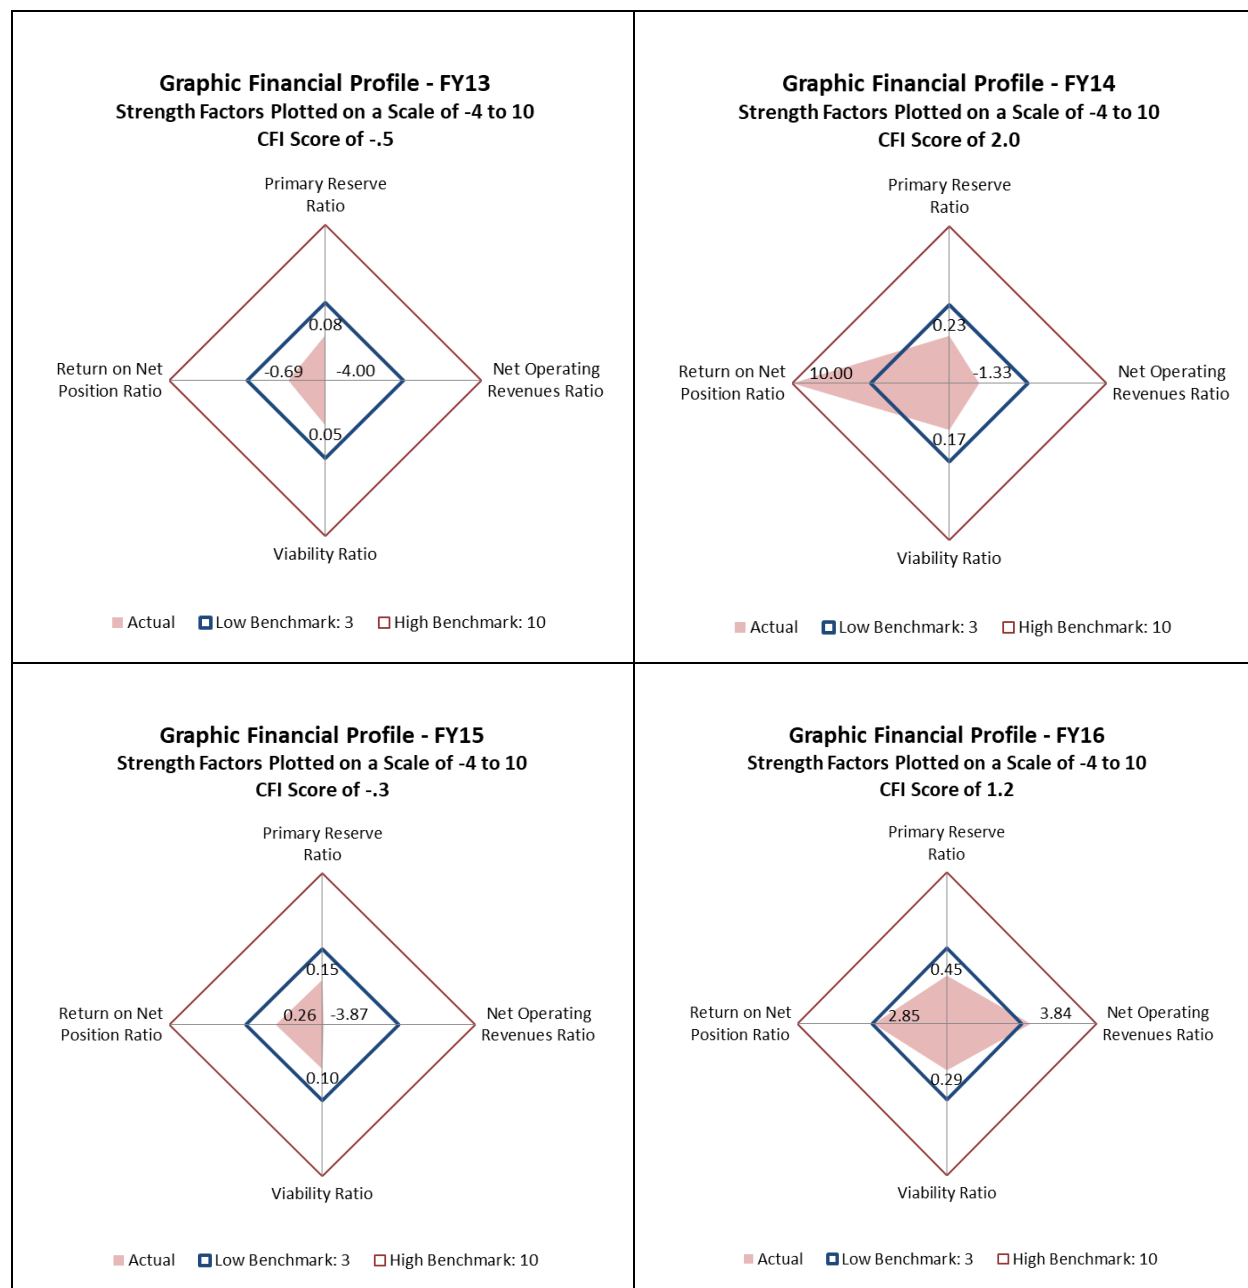 Graphic Financial Profile - FY13
Strength Factors Plotted on a Scale of -4 to 10
CFI Score of -.5
Primary Reserve
Ratio
0.08
Return on Net
Position Ratio
-0.69
-4.00
Net Operating
Revenues Ratio
0.05
Viability Ratio
Actual
Low Benchmark: 3
High Benchmark: 10
Graphic Financial Profile - FY14
Strength Factors Plotted on a Scale of -4 to 10
CFI Score of 2.0
Primary Reserve
Ratio
0.23
Return on Net
Position Ratio
10.00
-1.33
Net Operating
Revenues Ratio
0.17
Viability Ratio
Actual
Low Benchmark: 3
High Benchmark: 10
Graphic Financial Profile - FY15
Strength Factors Plotted on a Scale of -4 to 10
CFI Score of -.3
Primary Reserve
Ratio
0.15
Return on Net
Position Ratio
0.26
-3.87
Net Operating
Revenues Ratio
0.10
Viability Ratio
Actual
Low Benchmark: 3
High Benchmark: 10
Graphic Financial Profile - FY16
Strength Factors Plotted on a Scale of -4 to 10
CFI Score of 1.2
Primary Reserve
Ratio
0.45
Return on Net
Position Ratio
2.85
3.84
Net Operating
Revenues Ratio
0.29
Viability Ratio
Actual
Low Benchmark: 3
High Benchmark: 10